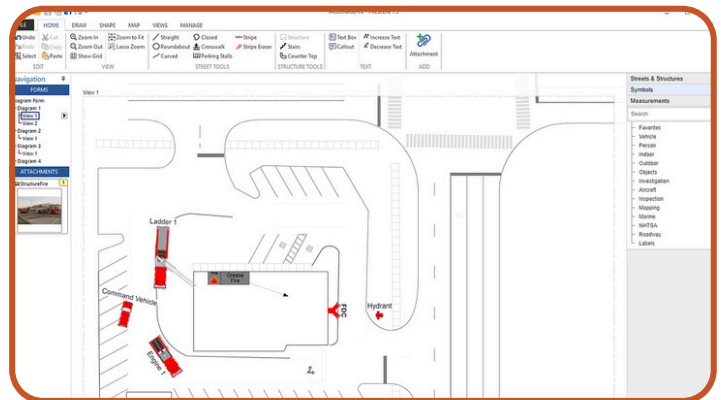 HOME DRAW SHAPE MAP VIEWS MANAGE
Undo Cut Zoom In Zoom to Fit Straight Closed Stripe Structure Text Box Increase Text
Redo Copy Zoom Out Lasso Zoom Roundabout Crosswalk Stripe Eraser Stairs Callout Decrease Text
Select Paste Show Grid Curved Parking Stalls Counter Top Attachment
EDIT VIEW STREET TOOLS STRUCTURE TOOLS TEXT ADD
Navigation
FORMS
Diagram Form
Diagram 1
View 1
View 2
Diagram 2
View 1
Diagram 3
View 1
Diagram 4
ATTACHMENTS
StructureFire 1
View 1
Ladder 1
Grease
Fire
Command Vehicle
Engine 1
FDC
Hydrant
Streets & Structures
Symbols
Measurements
Search
Favorites
Vehicle
Person
Indoor
Outdoor
Objects
Investigation
Aircraft
Inspection
Mapping
Marine
NHTSA
Roadway
Labels